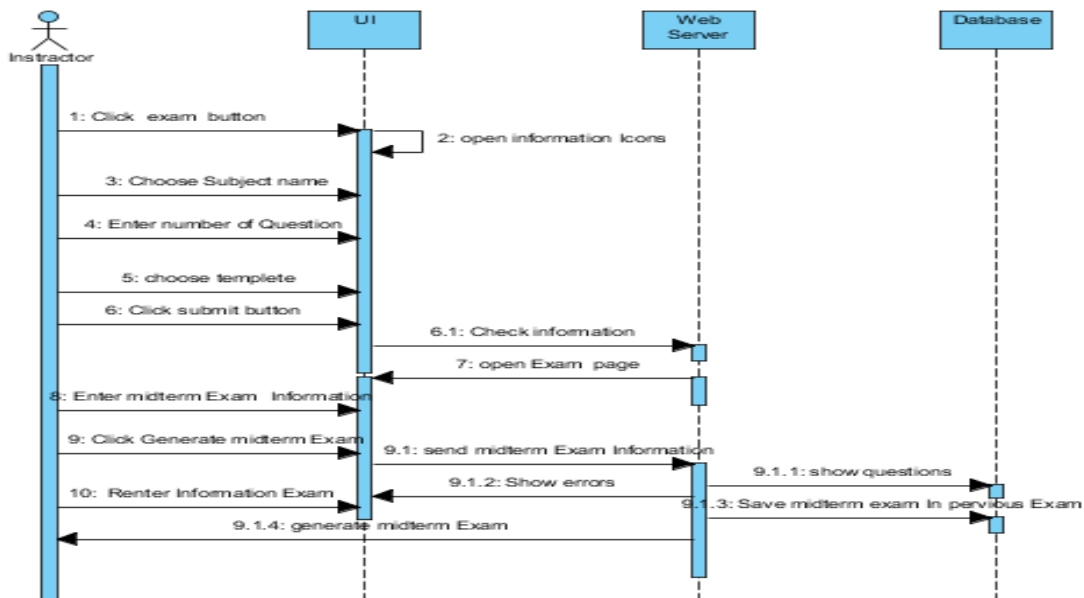 UI
Web
Server
Database
Instractor
1: Click exam button
2: open information Icons
3: Choose Subject name
4: Enter number of Question
5: choose templete
6: Click submit button
6.1: Check information
7: open Exam page
8: Enter midterm Exam Information
9: Click Generate midterm Exam
9.1: send midterm Exam Information
9.1.1: show questions
9.1.2: Show errors
10: Renter Information Exam
9.1.3: Save midterm exam In pervious Exam
9.1.4: generate midterm Exam